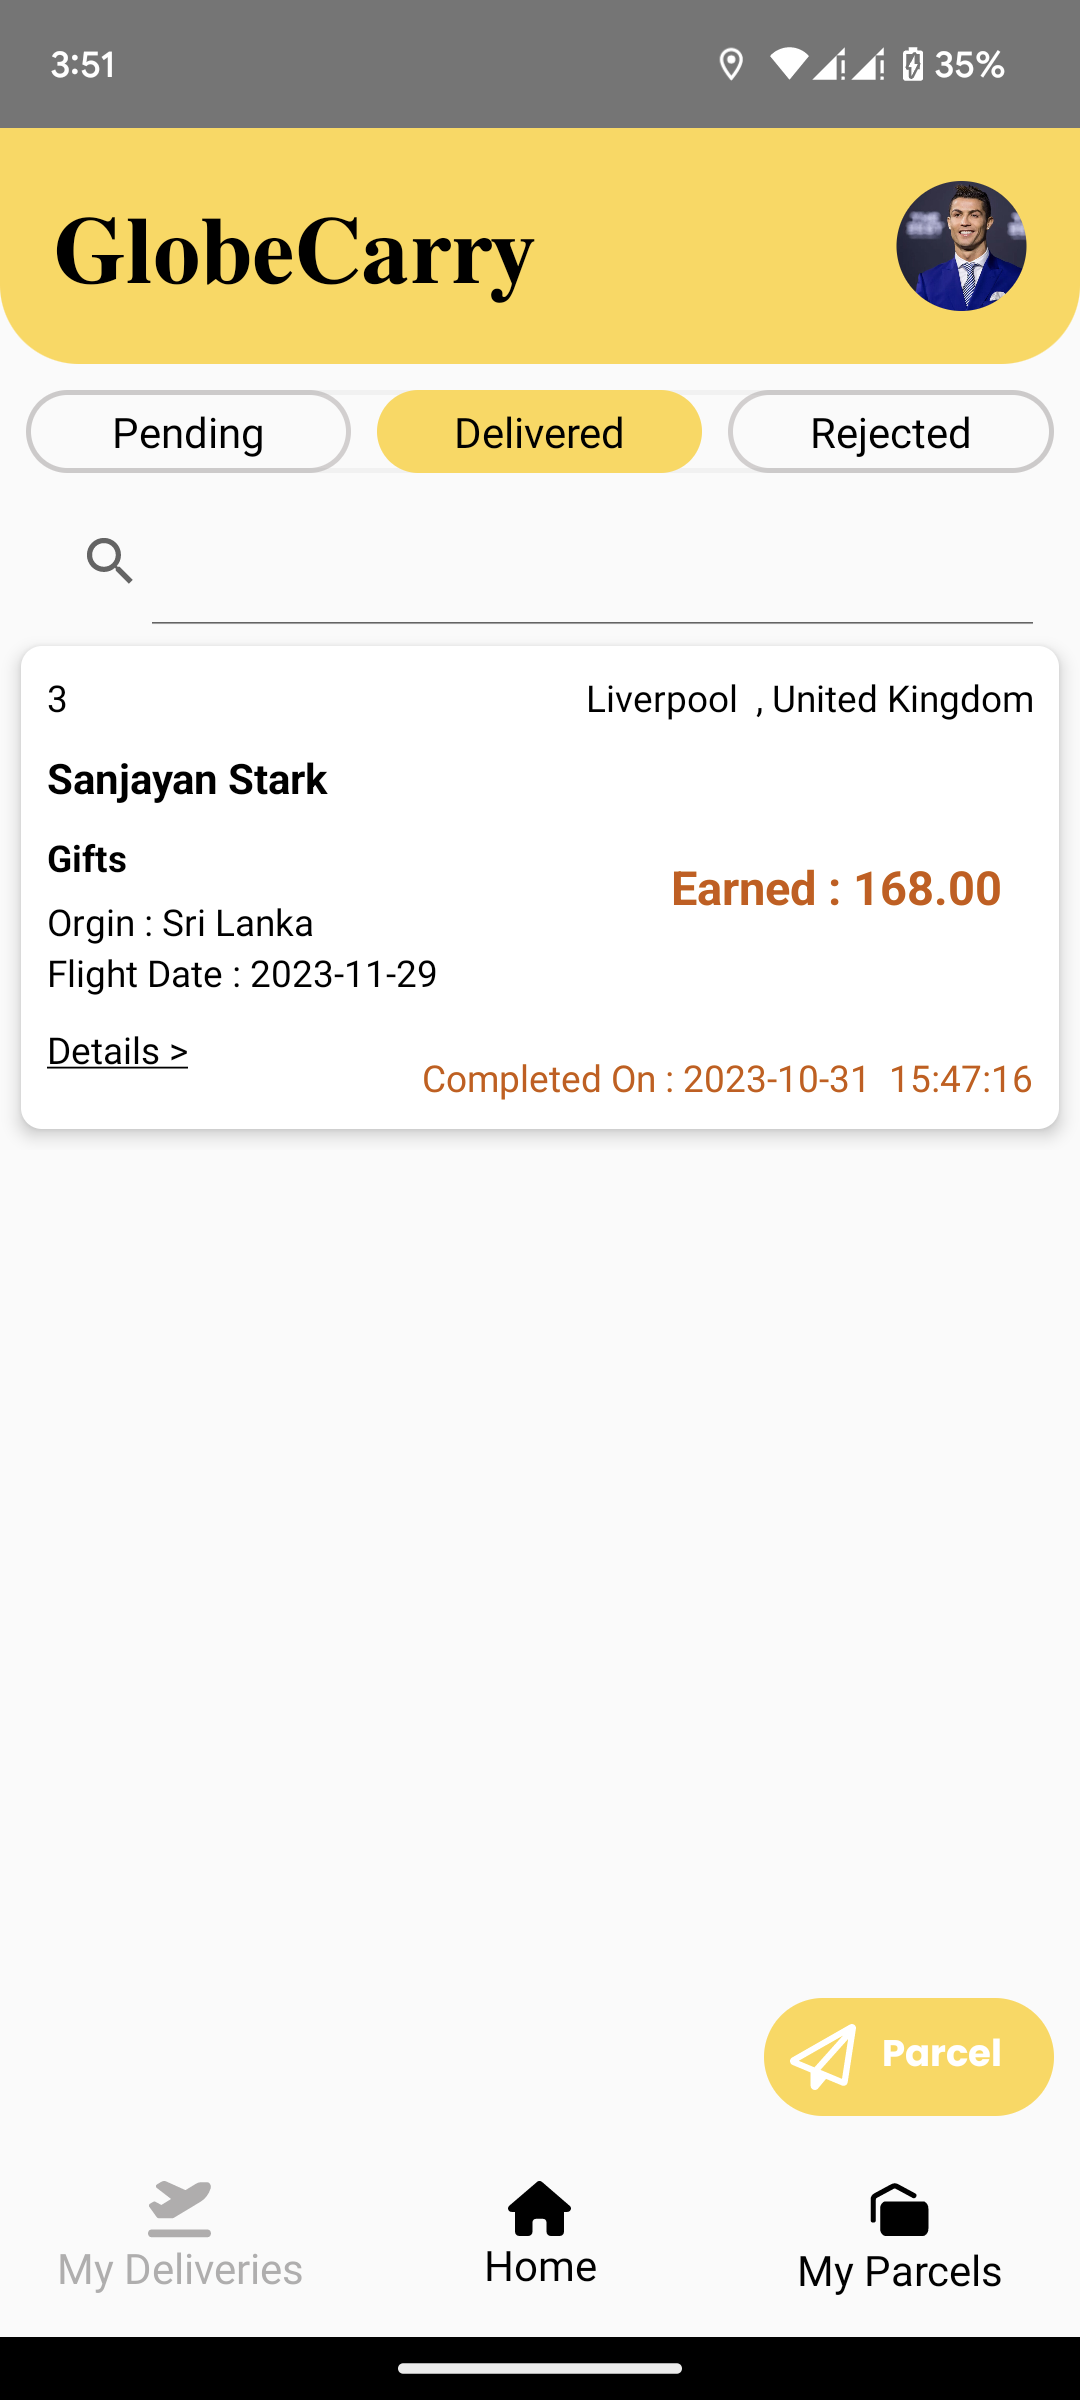 3:51 35%
GlobeCarry
Pending Delivered Rejected
3 Liverpool , United Kingdom
Sanjayan Stark
Gifts
Earned : 168.00
Orgin : Sri Lanka
Flight Date : 2023-11-29
Details >
Completed On : 2023-10-31 15:47:16
Parcel
My Deliveries Home My Parcels